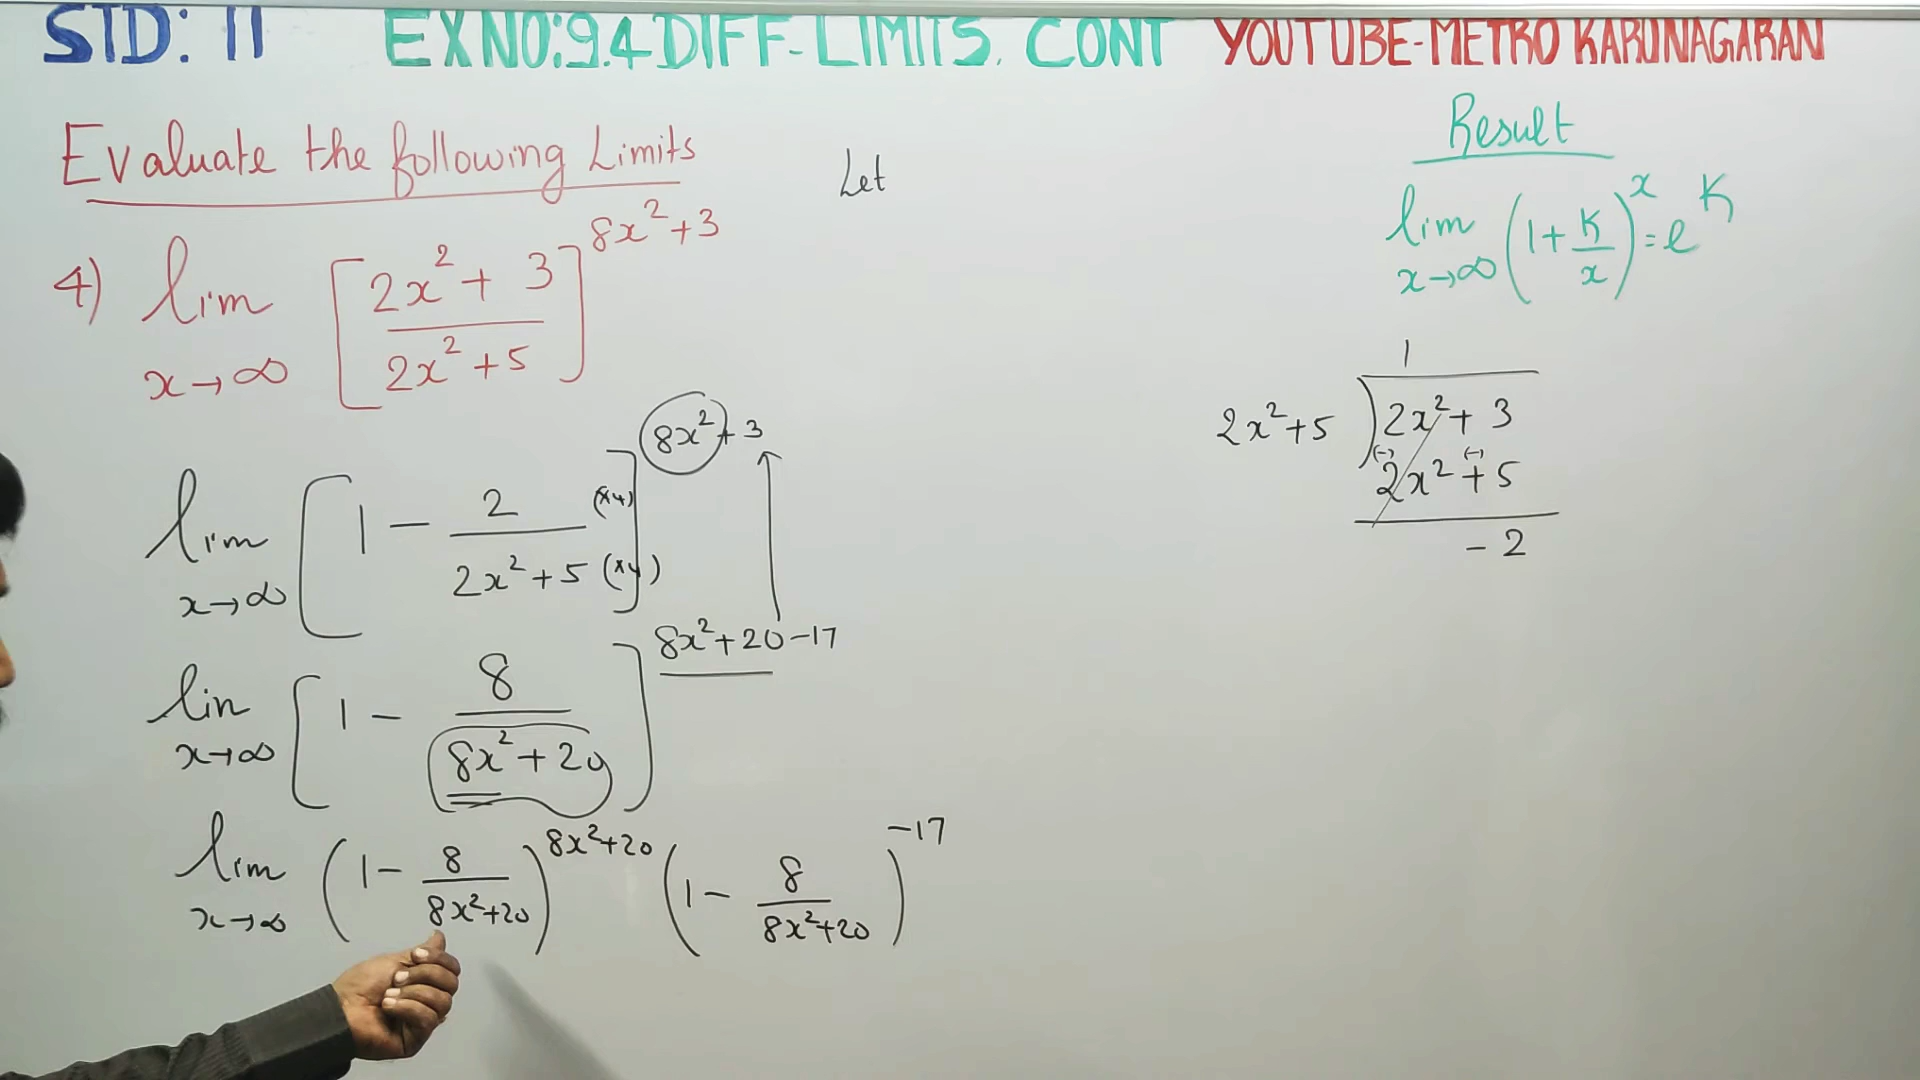 STD: 11 EX NO: 9.4 DIFF-LIMITS. CONT YOUTUBE-METRO KARUNAGARAN
Evaluate the following Limits
4) lim x→∞ [ (2x² + 3) / (2x² + 5) ]^(8x² + 3)
lim x→∞ [ 1 − 2 (×4) / 2x² + 5 (×4) ]^(8x² + 3)
8x² + 20 − 17
lin x→∞ [ 1 − 8 / (8x² + 20) ]
lim x→∞ ( 1 − 8 / (8x² + 20) )^(8x² + 20) ( 1 − 8 / (8x² + 20) )^(−17)
Let
Result
lim x→∞ ( 1 + K/x )^x = e^K
1
2x² + 5 ) 2x² + 3
(−) (−)
2x² + 5
− 2